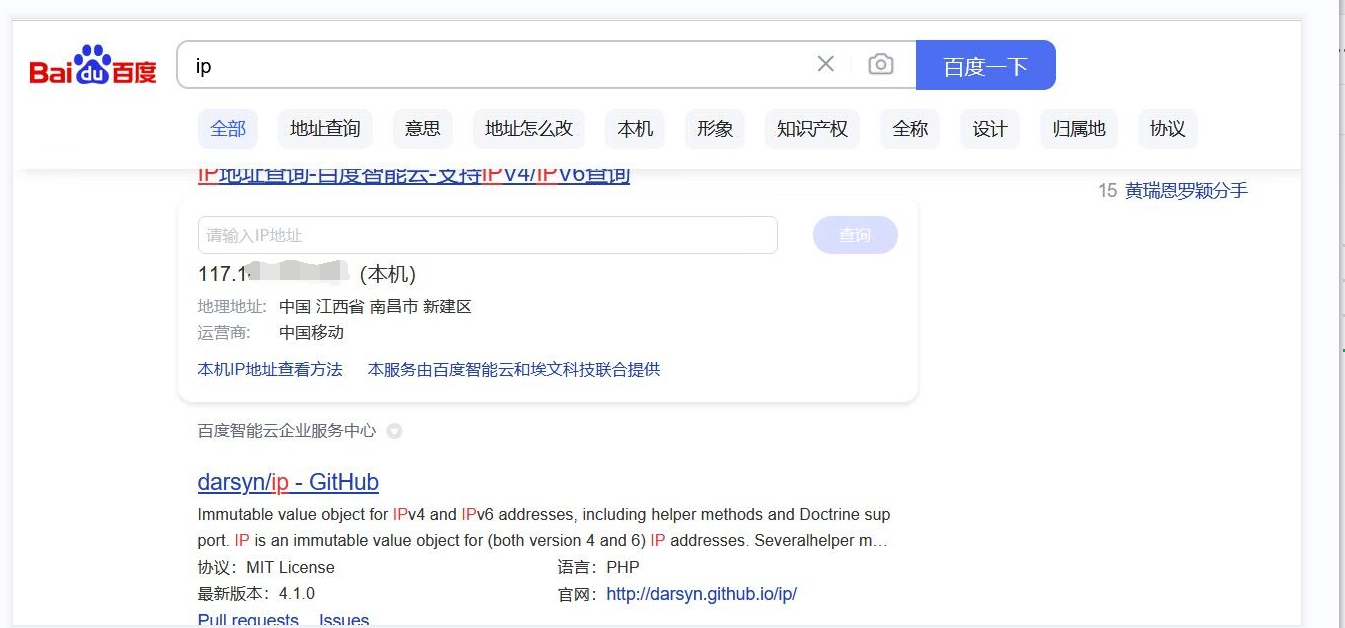 Bai du 百度
ip
百度一下
全部 地址查询 意思 地址怎么改 本机 形象 知识产权 全称 设计 归属地 协议
IP地址查询-百度智能云-支持IPV4/IPV6查询
15 黄瑞恩罗颖分手
请输入IP地址
查询
117.1 (本机)
地理地址: 中国 江西省 南昌市 新建区
运营商: 中国移动
本机IP地址查看方法 本服务由百度智能云和埃文科技联合提供
百度智能云企业服务中心
darsyn/ip - GitHub
Immutable value object for IPv4 and IPv6 addresses, including helper methods and Doctrine sup
port. IP is an immutable value object for (both version 4 and 6) IP addresses. Severalhelper m...
协议：MIT License 语言：PHP
最新版本：4.1.0 官网：http://darsyn.github.io/ip/
Pull requests Issues